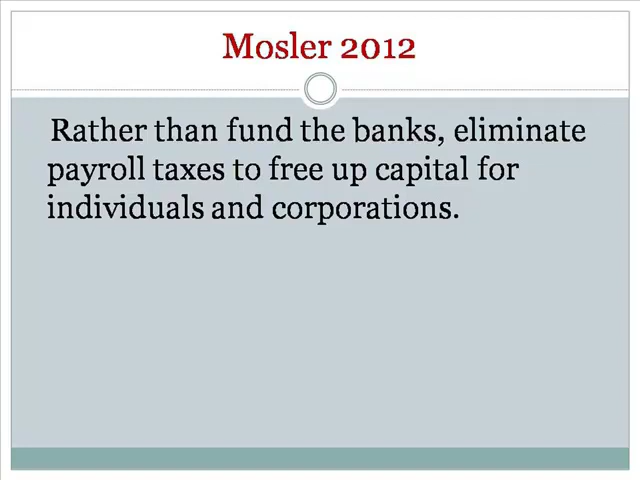 Mosler 2012
Rather than fund the banks, eliminate
payroll taxes to free up capital for
individuals and corporations.